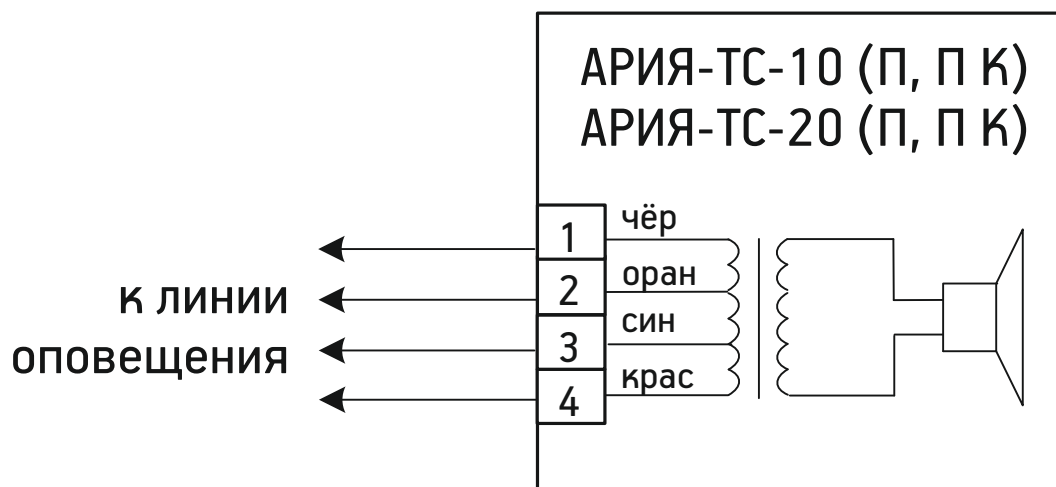 АРИЯ-ТС-10 (П, П К)
АРИЯ-ТС-20 (П, П К)
1 чёр
2 оран
3 син
4 крас
к линии
оповещения